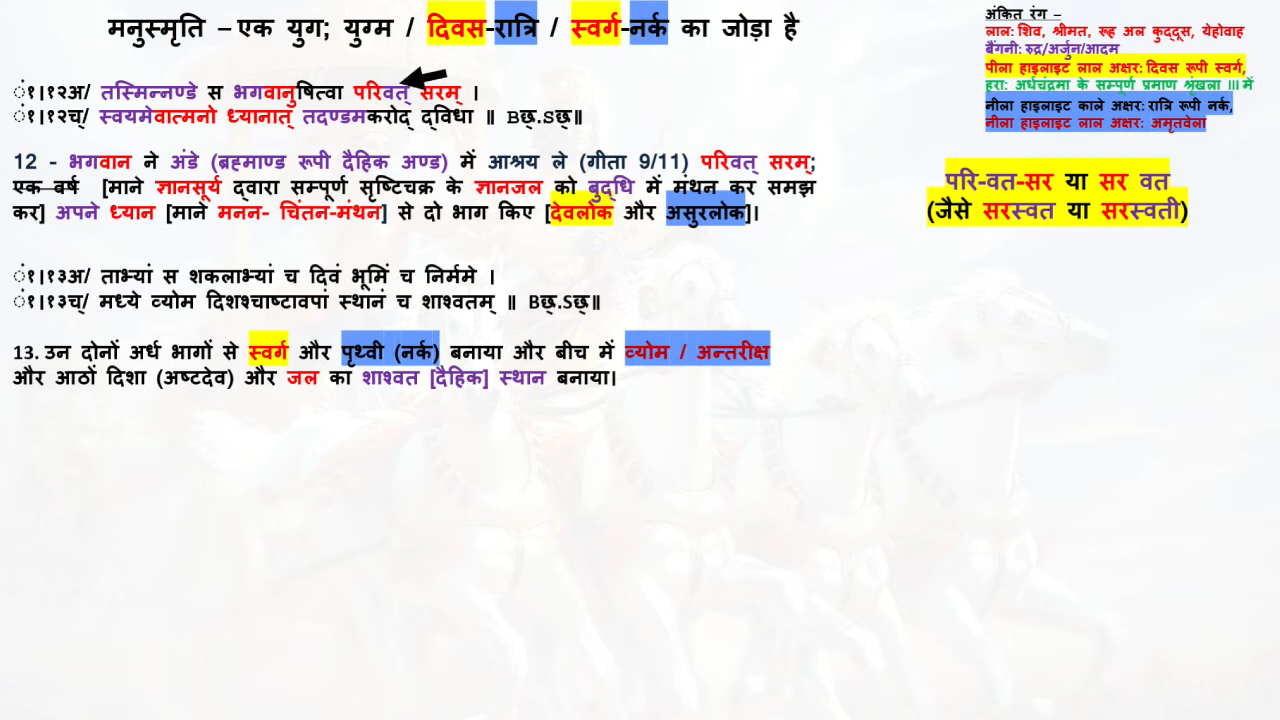 मनुस्मृति – एक युग; युग्म / दिवस-रात्रि / स्वर्ग-नर्क का जोड़ा है
अंकित रंग –
लाल: शिव, श्रीमत, रूह अल कुद्दूस, येहोवाह
बैंगनी: रुद्र/अर्जुन/आदम
पीला हाइलाइट लाल अक्षर: दिवस रूपी स्वर्ग,
हरा: अर्धचंद्रमा के सम्पूर्ण प्रमाण श्रृंखला III में
नीला हाइलाइट काले अक्षर: रात्रि रूपी नर्क,
नीला हाइलाइट लाल अक्षर: अमृतवेला
ं१।१२अ/ तस्मिन्नण्डे स भगवानुषित्वा परिवत् सरम् ।
ं१।१२च्/ स्वयमेवात्मनो ध्यानात् तदण्डमकरोद् द्विधा ॥ Bछ्.Sछ्॥
12 - भगवान ने अंडे (ब्रह्माण्ड रूपी दैहिक अण्ड) में आश्रय ले (गीता 9/11) परिवत् सरम्;
एक वर्ष [माने ज्ञानसूर्य द्वारा सम्पूर्ण सृष्टिचक्र के ज्ञानजल को बुद्धि में मंथन कर समझ
कर] अपने ध्यान [माने मनन- चिंतन-मंथन] से दो भाग किए [देवलोक और असुरलोक]।
परि-वत-सर या सर वत
(जैसे सरस्वत या सरस्वती)
ं१।१३अ/ ताभ्यां स शकलाभ्यां च दिवं भूमिं च निर्ममे ।
ं१।१३च्/ मध्ये व्योम दिशश्चाष्टावपां स्थानं च शाश्वतम् ॥ Bछ्.Sछ्॥
13. उन दोनों अर्ध भागों से स्वर्ग और पृथ्वी (नर्क) बनाया और बीच में व्योम / अन्तरीक्ष
और आठों दिशा (अष्टदेव) और जल का शाश्वत [दैहिक] स्थान बनाया।